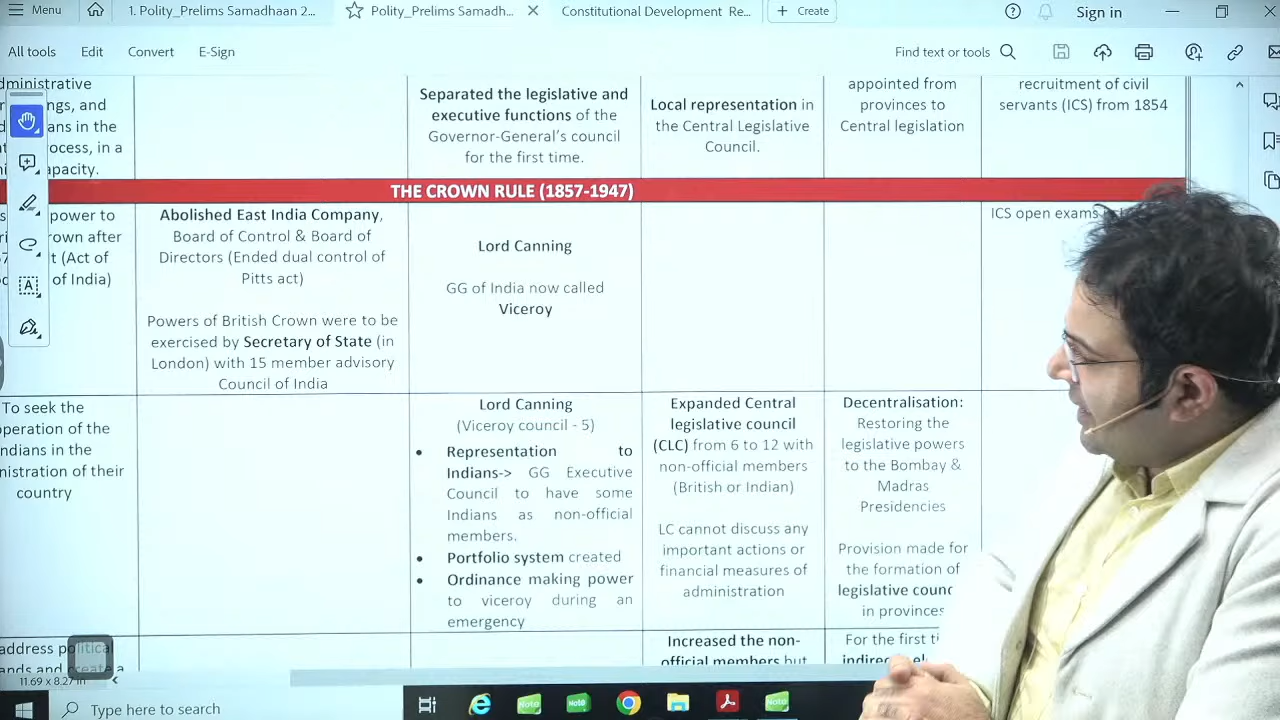 Menu
1. Polity_Prelims Samadhaan 2...
Polity_Prelims Samadh...
Constitutional Development Re...
Create
Sign in
All tools
Edit
Convert
E-Sign
Find text or tools
dministrative
ngs, and
ans in the
ocess, in a
apacity.
Separated the legislative and
executive functions of the
Governor-General's council
for the first time.
Local representation in
the Central Legislative
Council.
appointed from
provinces to
Central legislation
recruitment of civil
servants (ICS) from 1854
THE CROWN RULE (1857-1947)
power to
rown after
t (Act of
of India)
Abolished East India Company,
Board of Control & Board of
Directors (Ended dual control of
Pitts act)
Powers of British Crown were to be
exercised by Secretary of State (in
London) with 15 member advisory
Council of India
Lord Canning
GG of India now called
Viceroy
ICS open exams
To seek the
peration of the
ndians in the
nistration of their
country
Lord Canning
(Viceroy council - 5)
• Representation to
Indians-> GG Executive
Council to have some
Indians as non-official
members.
• Portfolio system created
• Ordinance making power
to viceroy during an
emergency
Expanded Central
legislative council
(CLC) from 6 to 12 with
non-official members
(British or Indian)
LC cannot discuss any
important actions or
financial measures of
administration
Decentralisation:
Restoring the
legislative powers
to the Bombay &
Madras
Presidencies
Provision made for
the formation of
legislative counc
in provinces
address political
ands and create a
Increased the non-
official members but
For the first ti
indirect el
11.69 x 8.27 in
Type here to search
Note
Note
Note